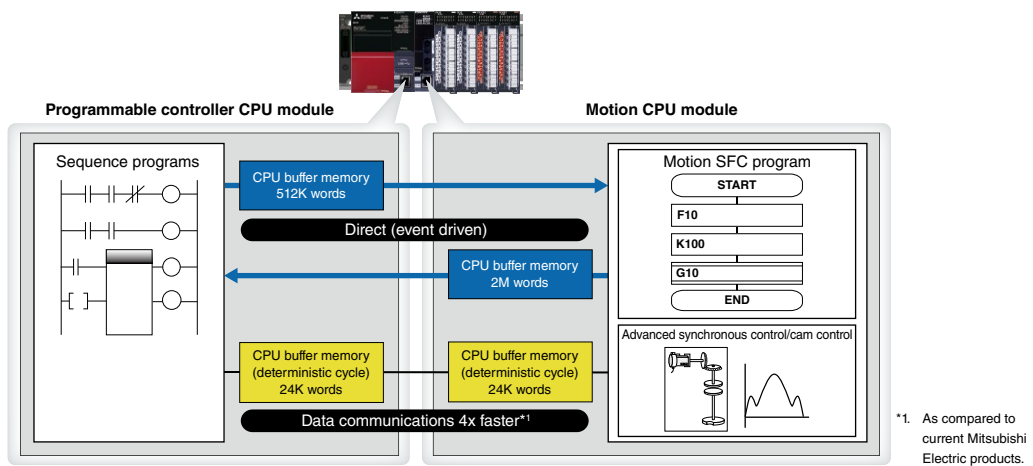 Programmable controller CPU module
Motion CPU module
Sequence programs
CPU buffer memory
512K words
Direct (event driven)
CPU buffer memory
2M words
CPU buffer memory
(deterministic cycle)
24K words
CPU buffer memory
(deterministic cycle)
24K words
Data communications 4x faster*1
Motion SFC program
START
F10
K100
G10
END
Advanced synchronous control/cam control
*1. As compared to
current Mitsubishi
Electric products.